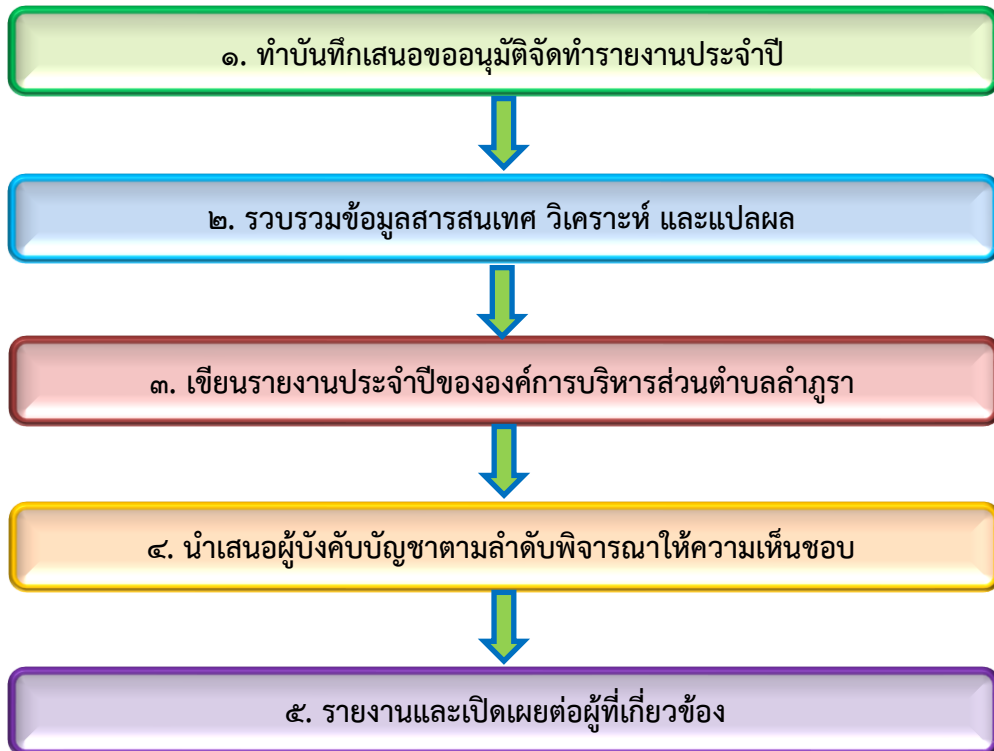 ๑. ทำบันทึกเสนอขออนุมัติจัดทำรายงานประจำปี
๒. รวบรวมข้อมูลสารสนเทศ วิเคราะห์ และแปลผล
๓. เขียนรายงานประจำปีขององค์การบริหารส่วนตำบลลำภูรา
๔. นำเสนอผู้บังคับบัญชาตามลำดับพิจารณาให้ความเห็นชอบ
๕. รายงานและเปิดเผยต่อผู้ที่เกี่ยวข้อง